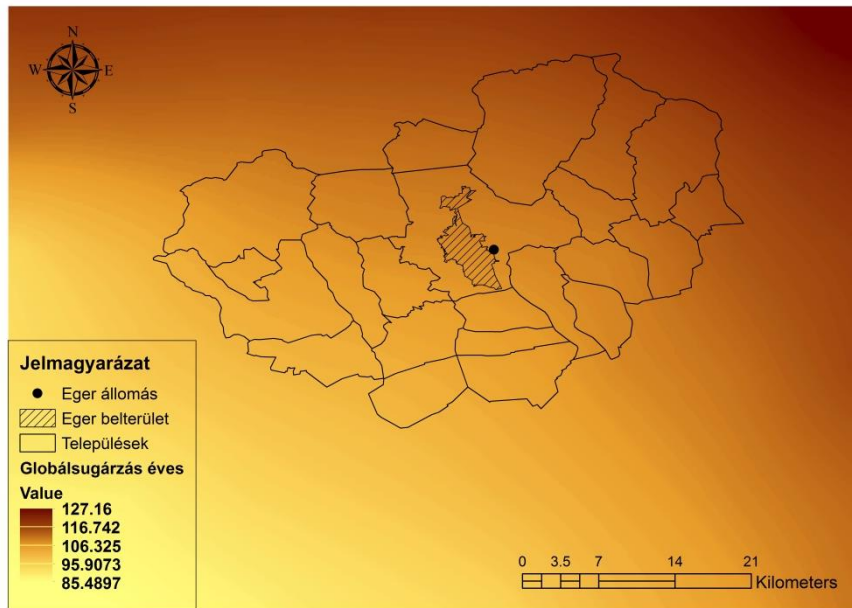 N
W E
S
Jelmagyarázat
Eger állomás
Eger belterület
Települések
Globálsugárzás éves
Value
127.16
116.742
106.325
95.9073
85.4897
0 3.5 7 14 21
Kilometers